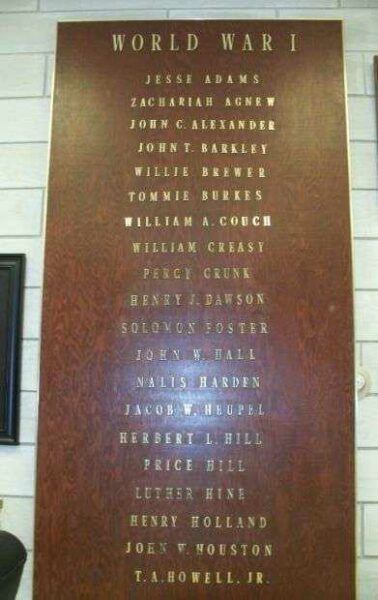 WORLD WAR I
JESSE ADAMS
ZACHARIAH AGNEW
JOHN C. ALEXANDER
JOHN T. BARKLEY
WILLIE BREWER
TOMMIE BURKES
WILLIAM A. COUCH
WILLIAM CREASY
PERCY CRUNK
HENRY J. DAWSON
SOLOMON FOSTER
JOHN W. HALL
NALIS HARDEN
JACOB W. HEUPEL
HERBERT L. HILL
PRICE HILL
LUTHER HINE
HENRY HOLLAND
JOHN W. HOUSTON
T. A. HOWELL, JR.